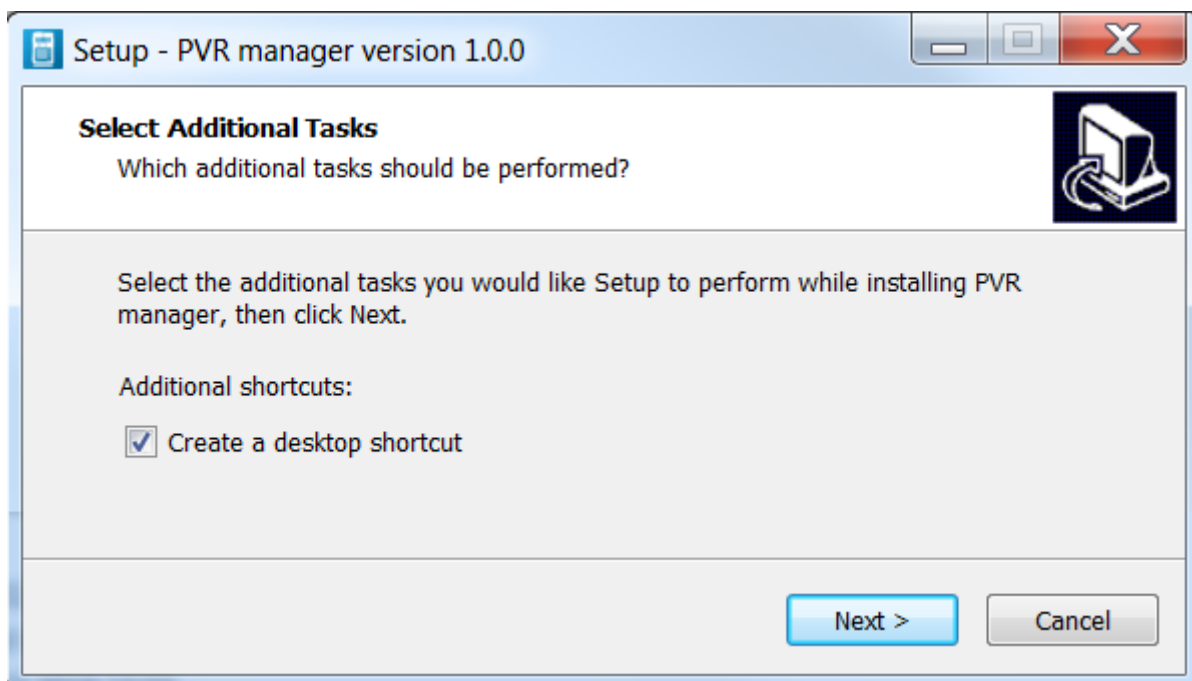 Setup - PVR manager version 1.0.0
Select Additional Tasks
Which additional tasks should be performed?
Select the additional tasks you would like Setup to perform while installing PVR
manager, then click Next.
Additional shortcuts:
Create a desktop shortcut
Next >
Cancel